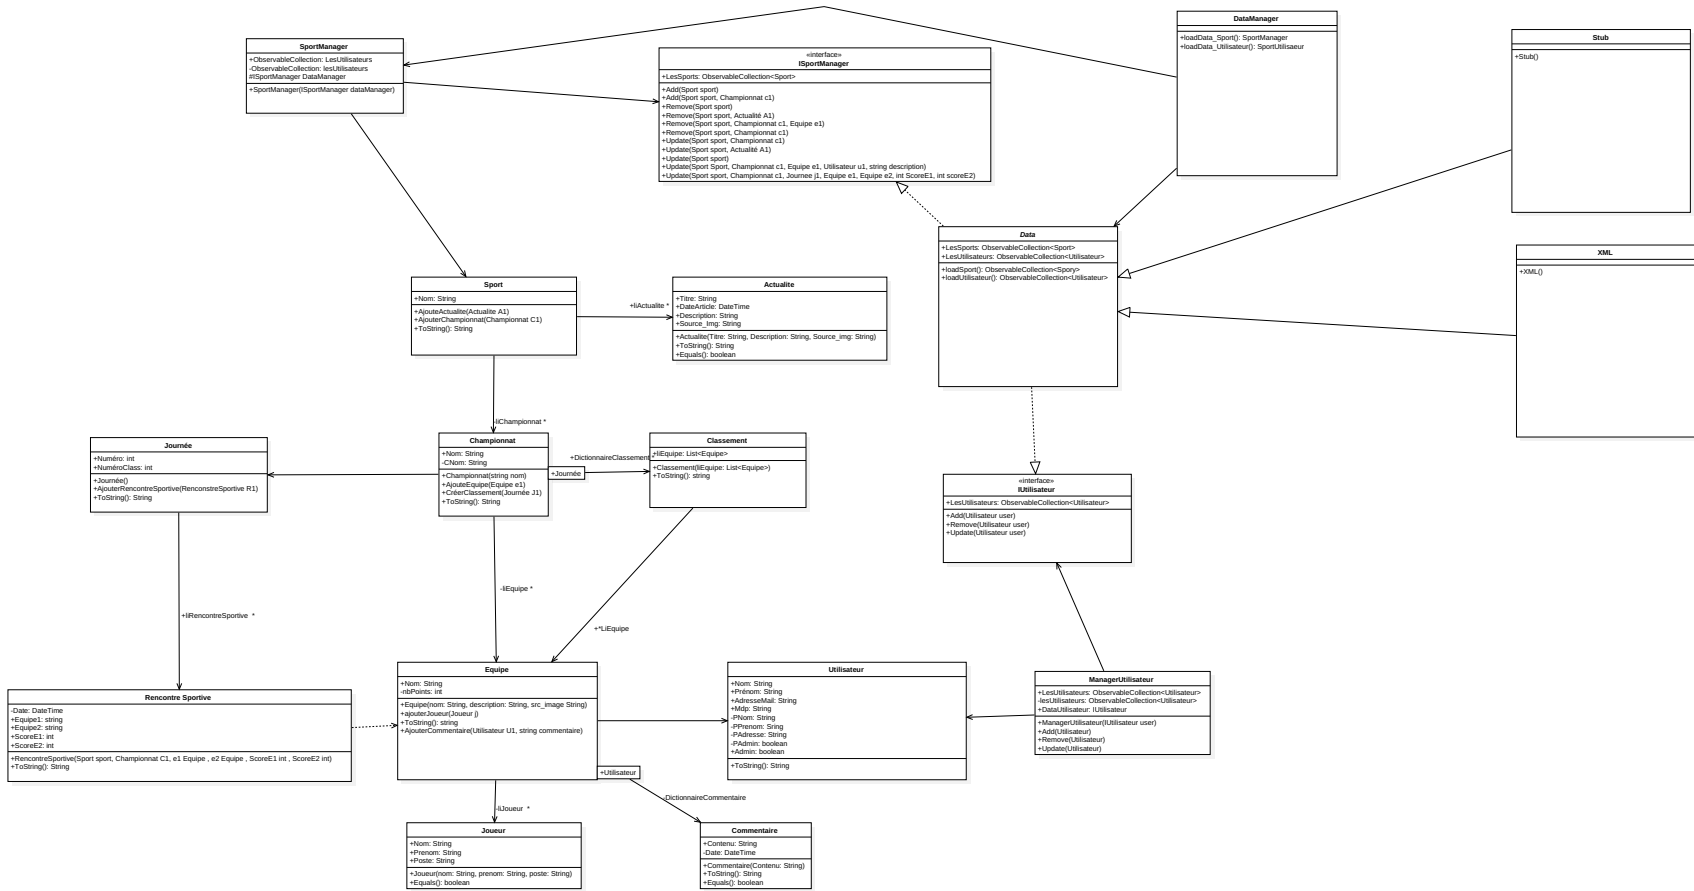 SportManager
+ObservableCollection: LesUtilisateurs
-ObservableCollection: lesUtilisateurs
#ISportManager DataManager
+SportManager(ISportManager dataManager)
«interface»
ISportManager
+LesSports: ObservableCollection<Sport>
+Add(Sport sport)
+Add(Sport sport, Championnat c1)
+Remove(Sport sport)
+Remove(Sport sport, Actualité A1)
+Remove(Sport sport, Championnat c1, Equipe e1)
+Remove(Sport sport, Championnat c1)
+Update(Sport sport, Championnat c1)
+Update(Sport sport, Actualité A1)
+Update(Sport sport)
+Update(Sport Sport, Championnat c1, Equipe e1, Utilisateur u1, string description)
+Update(Sport sport, Championnat c1, Journee j1, Equipe e1, Equipe e2, int ScoreE1, int scoreE2)
DataManager
+loadData_Sport(): SportManager
+loadData_Utilisateur(): SportUtilisaeur
Stub
+Stub()
XML
+XML()
Data
+LesSports: ObservableCollection<Sport>
+LesUtilisateurs: ObservableCollection<Utilisateur>
+loadSport(): ObservableCollection<Spory>
+loadUtilisateur(): ObservableCollection<Utilisateur>
Sport
+Nom: String
+AjouteActualite(Actualite A1)
+AjouterChampionnat(Championnat C1)
+ToString(): String
+liActualite *
Actualite
+Titre: String
+DateArticle: DateTime
+Description: String
+Source_Img: String
+Actualite(Titre: String, Description: String, Source_img: String)
+ToString(): String
+Equals(): boolean
-liChampionnat *
Journée
+Numéro: int
+NuméroClass: int
+Journée()
+AjouterRencontreSportive(RenconstreSportive R1)
+ToString(): String
Championnat
+Nom: String
-CNom: String
+Championnat(string nom)
+AjouteEquipe(Equipe e1)
+CréerClassement(Journée J1)
+ToString(): String
+Journée
+DictionnaireClassement *
Classement
+liEquipe: List<Equipe>
+Classement(liEquipe: List<Equipe>)
+ToString(): string
«interface»
IUtilisateur
+LesUtilisateurs: ObservableCollection<Utilisateur>
+Add(Utilisateur user)
+Remove(Utilisateur user)
+Update(Utilisateur user)
+liRencontreSportive *
-liEquipe *
+*LiEquipe
Rencontre Sportive
-Date: DateTime
+Equipe1: string
+Equipe2: string
+ScoreE1: int
+ScoreE2: int
+RencontreSportive(Sport sport, Championnat C1, e1 Equipe , e2 Equipe , ScoreE1 int , ScoreE2 int)
+ToString(): String
Equipe
+Nom: String
-nbPoints: int
+Equipe(nom: String, description: String, src_image String)
+ajouterJoueur(Joueur j)
+ToString(): string
+AjouterCommentaire(Utilisateur U1, string commentaire)
+Utilisateur
Utilisateur
+Nom: String
+Prénom: String
+AdresseMail: String
+Mdp: String
-PNom: String
-PPrenom: Sring
-PAdresse: String
-PAdmin: boolean
+Admin: boolean
+ToString(): String
ManagerUtilisateur
+LesUtilisateurs: ObservableCollection<Utilisateur>
-lesUtilisateurs: ObservableCollection<Utilisateur>
+DataUtilisateur: IUtilisateur
+ManagerUtilisateur(IUtilisateur user)
+Add(Utilisateur)
+Remove(Utilisateur)
+Update(Utilisateur)
-liJoueur *
-DictionnaireCommentaire
Joueur
+Nom: String
+Prenom: String
+Poste: String
+Joueur(nom: String, prenom: String, poste: String)
+Equals(): boolean
Commentaire
+Contenu: String
-Date: DateTime
+Commentaire(Contenu: String)
+ToString(): String
+Equals(): boolean